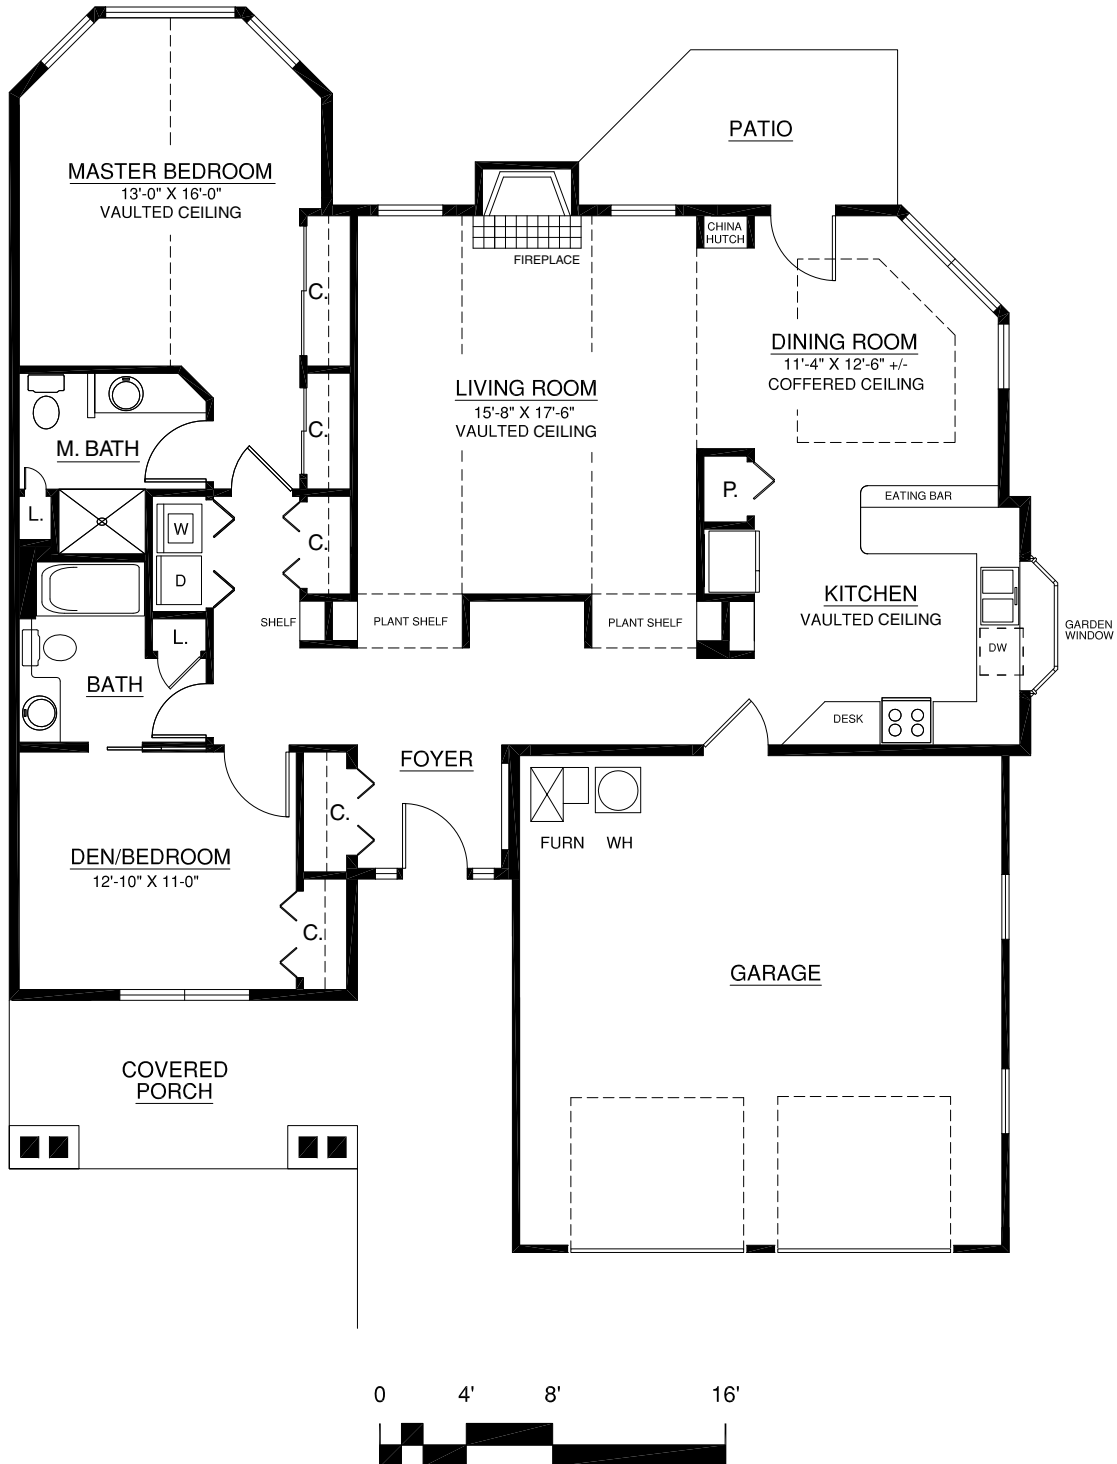 PATIO
MASTER BEDROOM
13'-0" X 16'-0"
VAULTED CEILING
CHINA
HUTCH
FIREPLACE
C.
DINING ROOM
11'-4" X 12'-6" +/-
COFFERED CEILING
LIVING ROOM
15'-8" X 17'-6"
VAULTED CEILING
C.
M. BATH
P.
EATING BAR
L.
W
C.
D
KITCHEN
VAULTED CEILING
SHELF
PLANT SHELF
PLANT SHELF
GARDEN
WINDOW
L.
DW
BATH
DESK
FOYER
C.
FURN
WH
DEN/BEDROOM
12'-10" X 11-0"
C.
GARAGE
COVERED
PORCH
0 4' 8' 16'